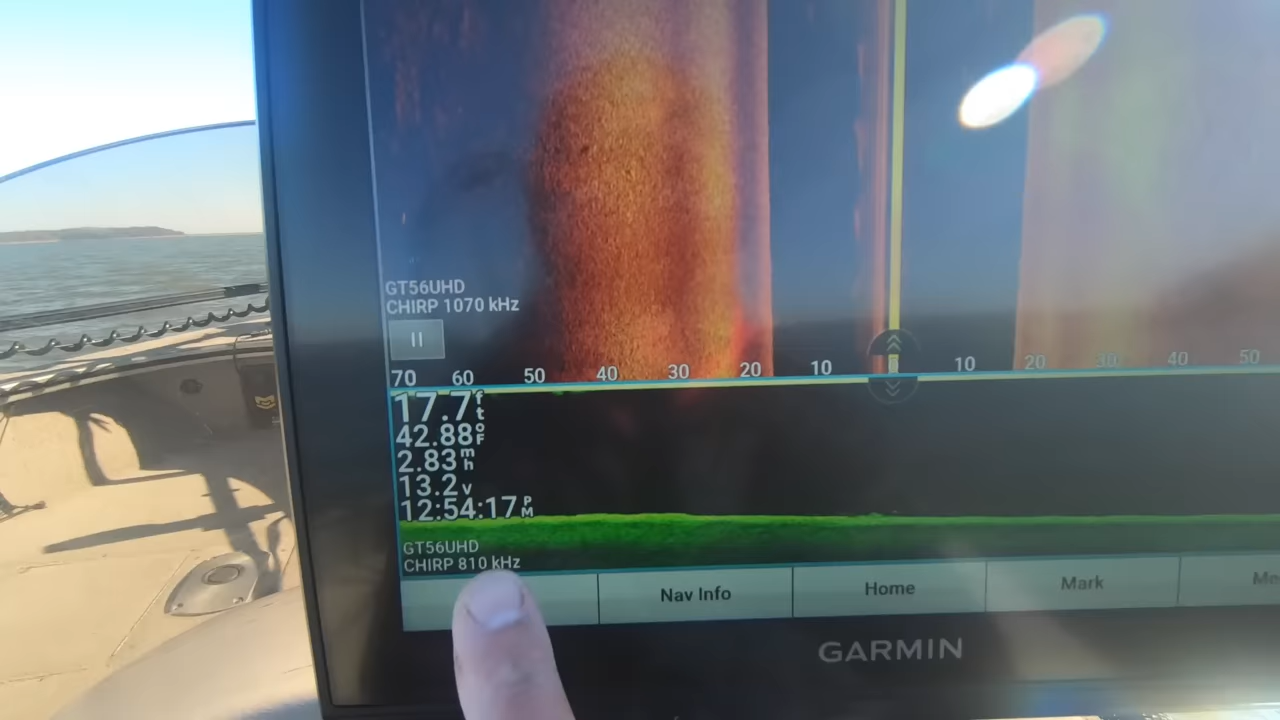 GT56UHD
CHIRP 1070 kHz
70 60 50 40 30 20 10 10 20 30 40 50
17.7 ft
42.88 °F
2.83 mh
13.2 V
12:54:17 PM
GT56UHD
CHIRP 810 kHz
Nav Info Home Mark
GARMIN